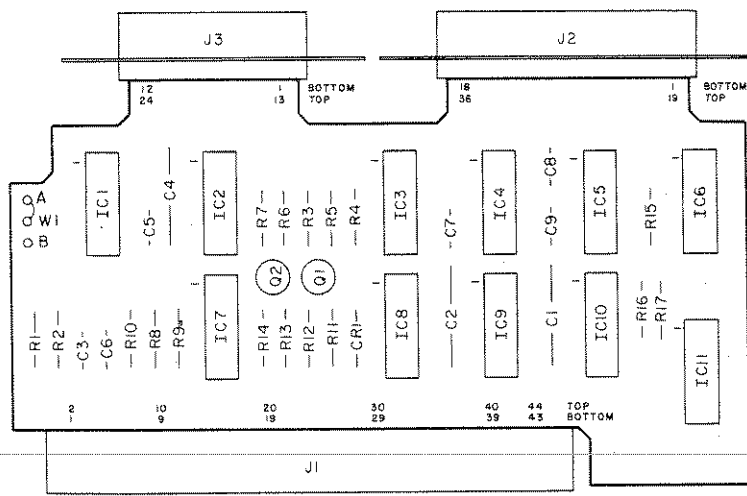 J3
J2
12 1 BOTTOM
24 13 TOP
18 1 BOTTOM
36 19 TOP
A
W1
B
IC1
C5
C4
IC2
R7
R6
R3
R5
R4
IC3
C7
IC4
C9
C8
IC5
R15
IC6
Q2
Q1
R1
R2
C3
C6
R10
R8
R9
IC7
R14
R13
R12
R11
CR1
IC8
C2
IC9
C1
IC10
R16
R17
IC11
2 10 20 30 40 44 TOP
1 9 19 29 39 43 BOTTOM
J1